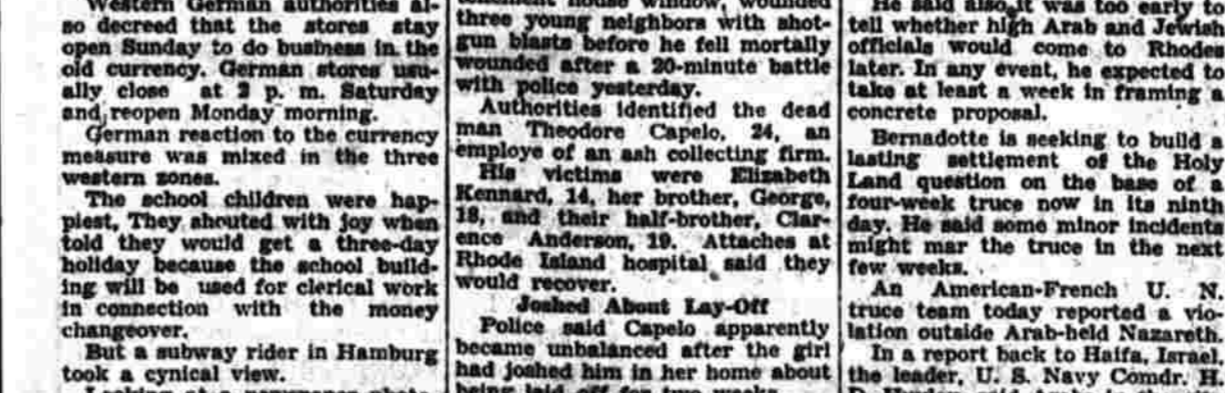 Western German authorities al-
so decreed that the stores stay
open Sunday to do business in the
old currency. German stores usu-
ally close at 2 p. m. Saturday
and reopen Monday morning.
German reaction to the currency
measure was mixed in the three
western zones.
The school children were hap-
piest. They shouted with joy when
told they would get a three-day
holiday because the school build-
ing will be used for clerical work
in connection with the money
changeover.
But a subway rider in Hamburg
took a cynical view.
house window, wounded
three young neighbors with shot-
gun blasts before he fell mortally
wounded after a 20-minute battle
with police yesterday.
Authorities identified the dead
man Theodore Capelo, 24, an
employe of an ash collecting firm.
His victims were Elizabeth
Kennard, 14, her brother, George,
18, and their half-brother, Clar-
ence Anderson, 19. Attaches at
Rhode Island hospital said they
would recover.
Joshed About Lay-Off
Police said Capelo apparently
became unbalanced after the girl
had joshed him in her home about
being laid off for two weeks.
He said also it was too early to
tell whether high Arab and Jewish
officials would come to Rhodes
later. In any event, he expected to
take at least a week in framing a
concrete proposal.
Bernadotte is seeking to build a
lasting settlement of the Holy
Land question on the base of a
four-week truce now in its ninth
day. He said some minor incidents
might mar the truce in the next
few weeks.
An American-French U. N.
truce team today reported a vio-
lation outside Arab-held Nazareth.
In a report back to Haifa, Israel,
the leader, U. S. Navy Comdr. H.